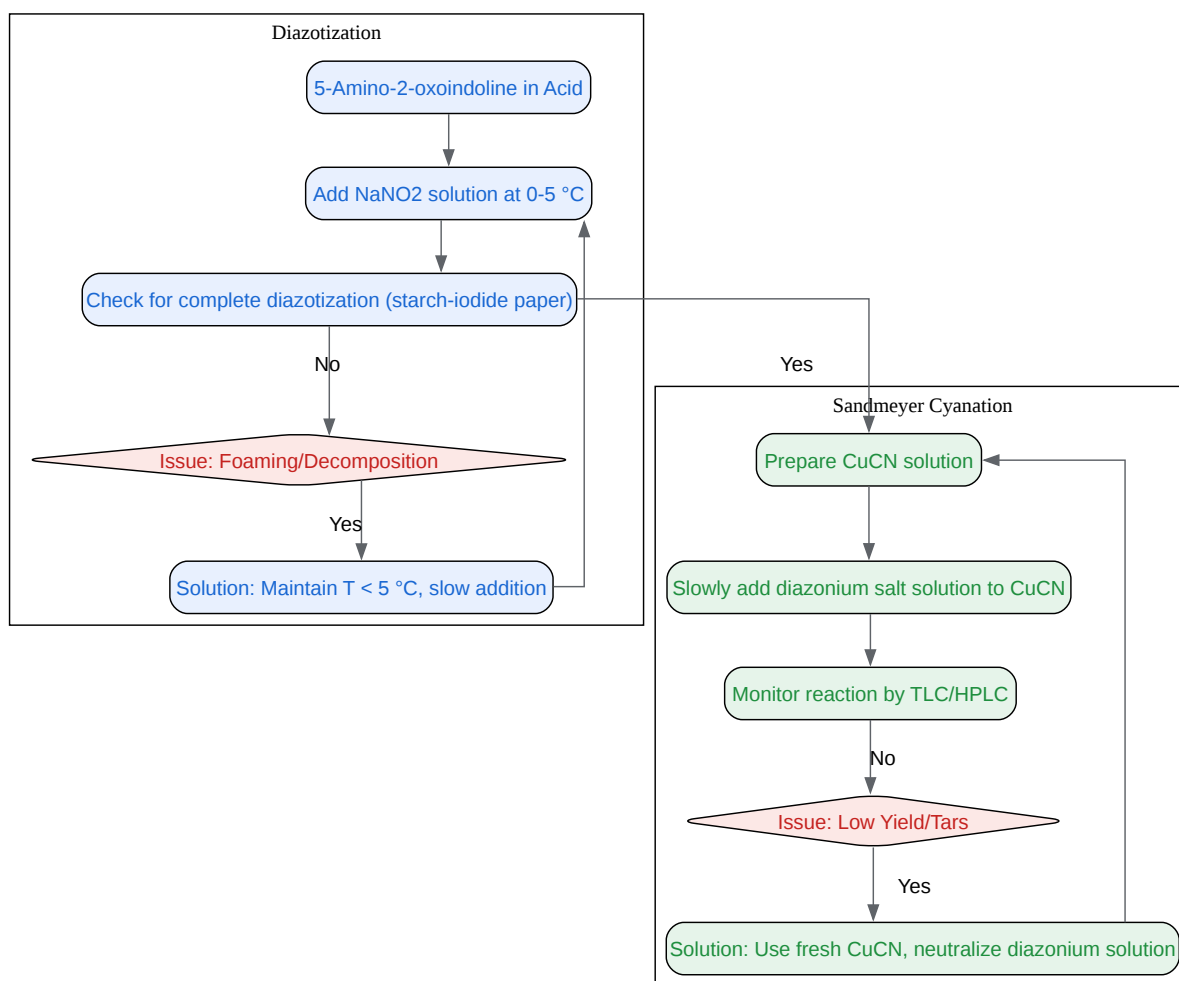 Diazotization
5-Amino-2-oxoindoline in Acid
Add NaNO2 solution at 0-5 °C
Check for complete diazotization (starch-iodide paper)
No
Issue: Foaming/Decomposition
Yes
Solution: Maintain T < 5 °C, slow addition
Yes
Sandmeyer Cyanation
Prepare CuCN solution
Slowly add diazonium salt solution to CuCN
Monitor reaction by TLC/HPLC
No
Issue: Low Yield/Tars
Yes
Solution: Use fresh CuCN, neutralize diazonium solution